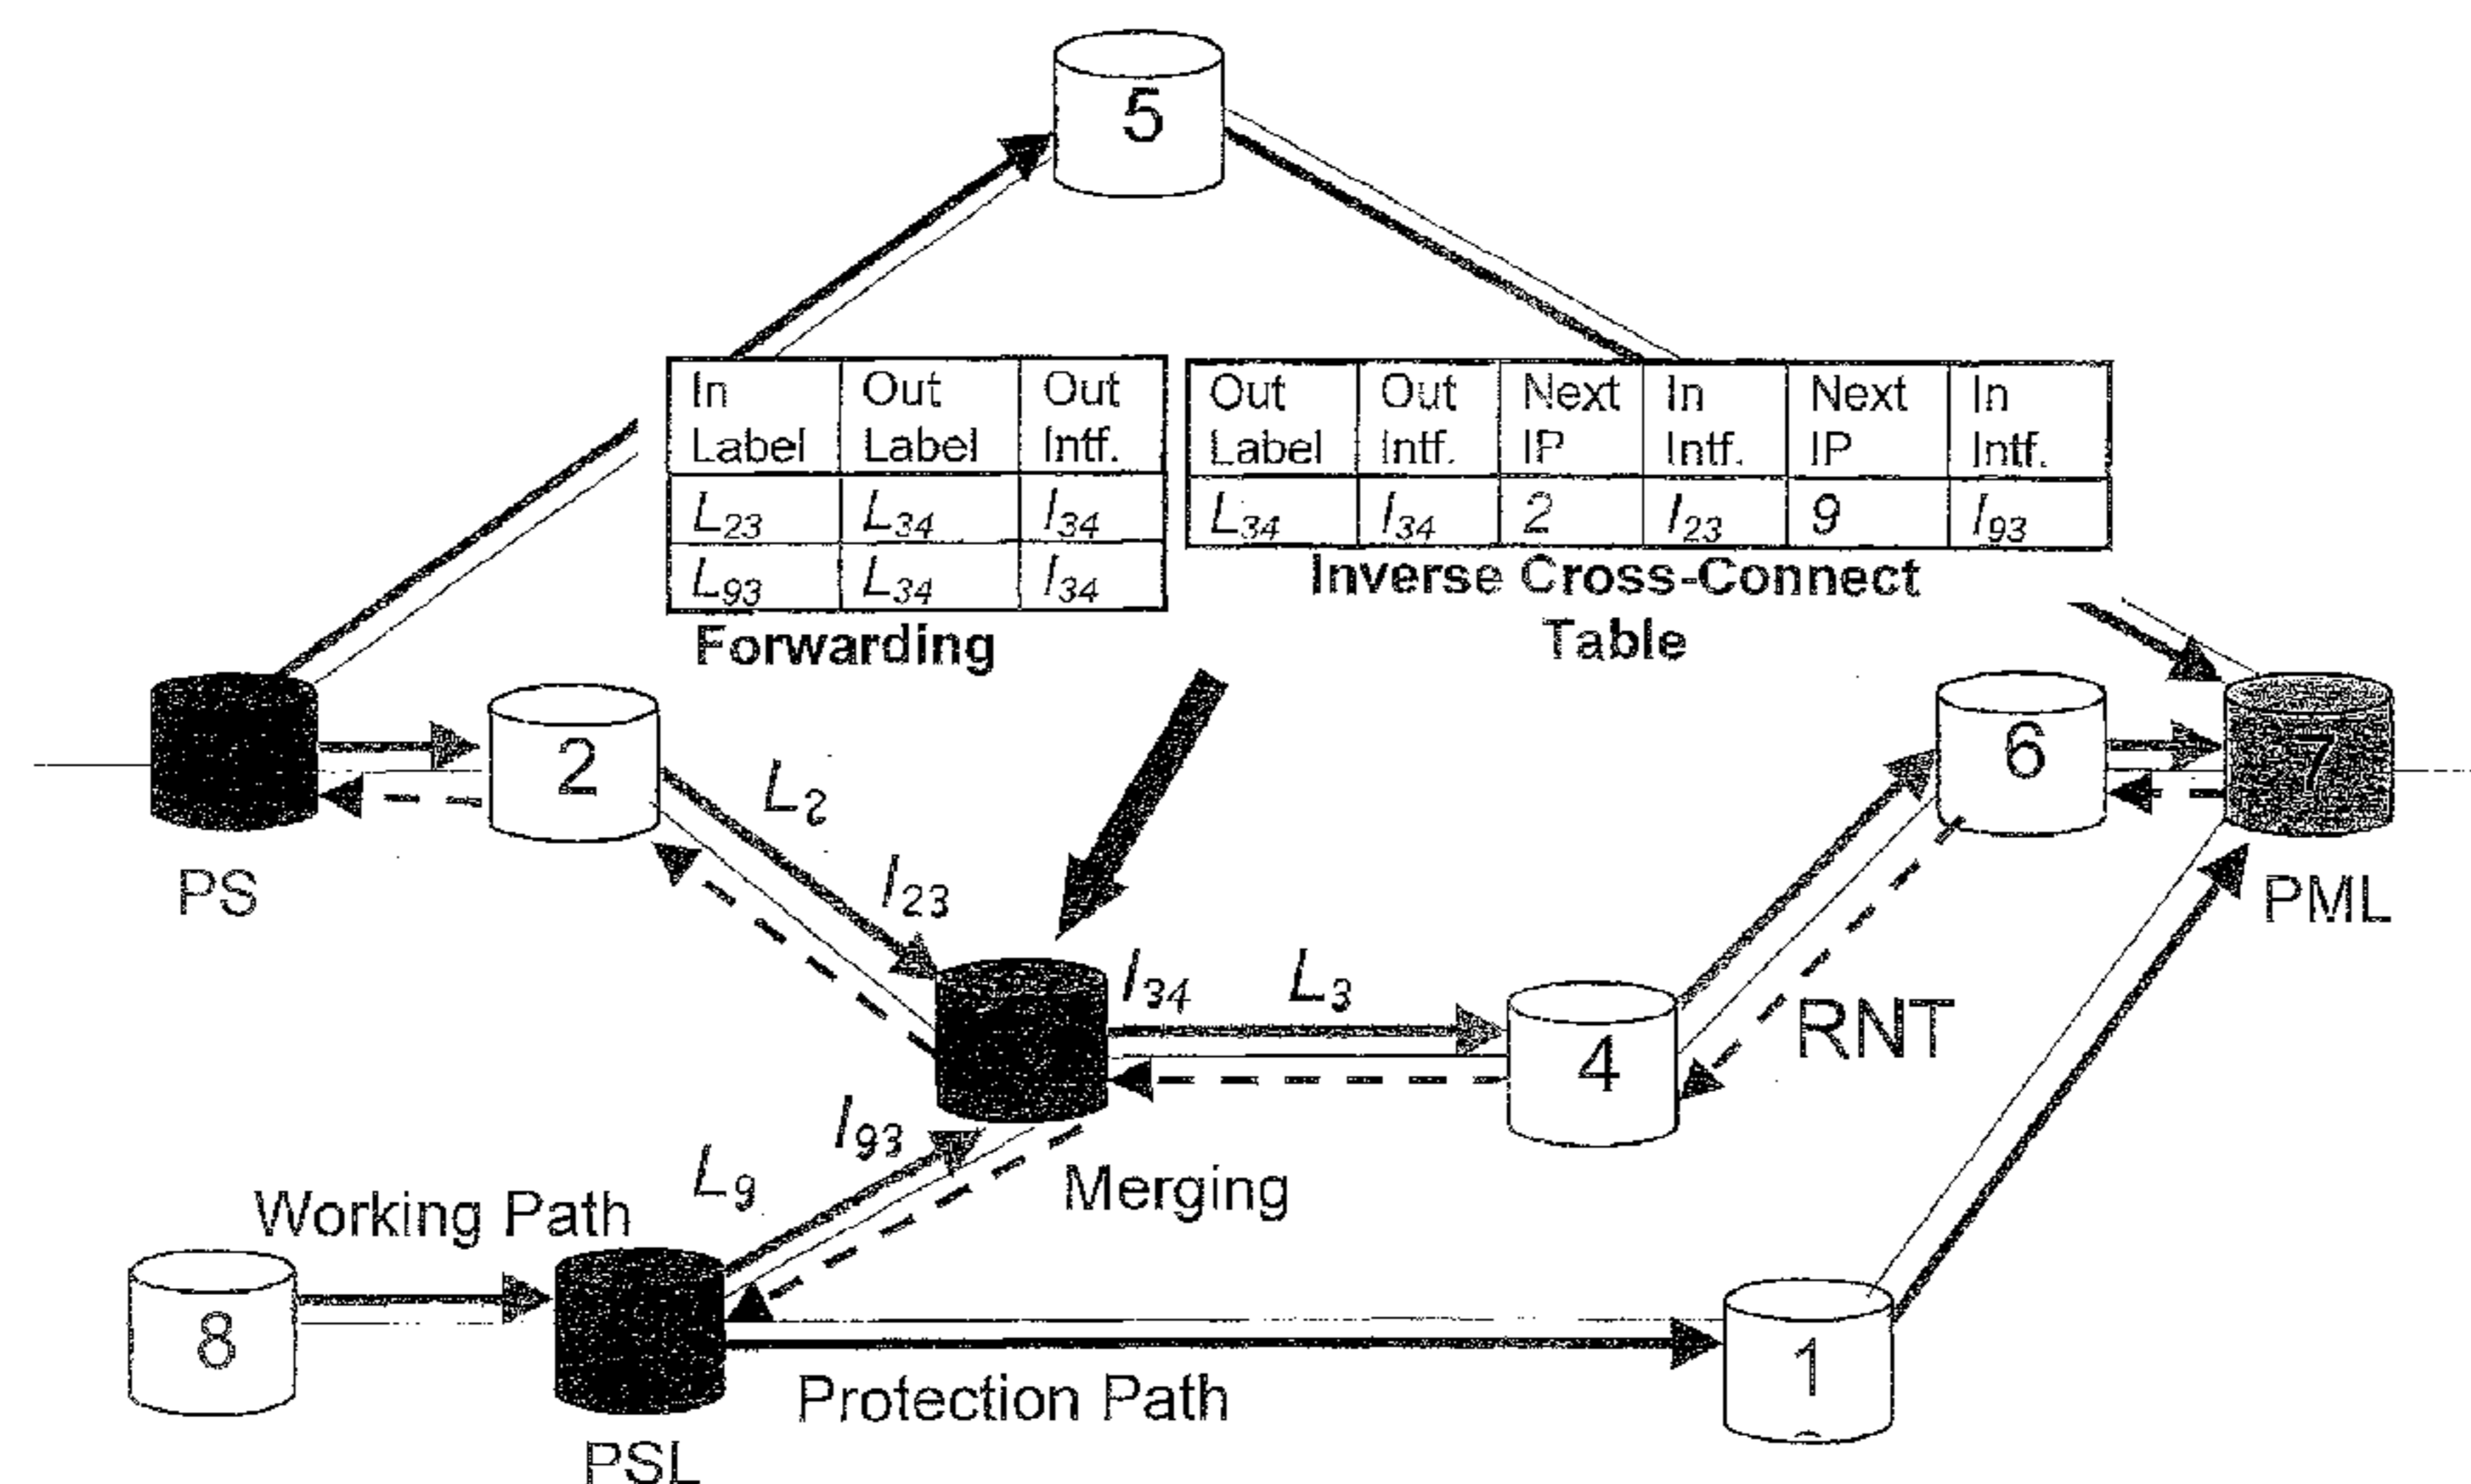 5
In Label Out Label Out Intf.
L23 L34 I34
L93 L34 I34
Forwarding
Out Label Out Intf. Next IP In Intf. Next IP In Intf.
L34 I34 2 I23 9 I93
Inverse Cross-Connect
Table
2
6
7
PS
PML
L2
I23
I34
L3
4
RNT
I93
L9
Merging
Working Path
8
1
Protection Path
PSL